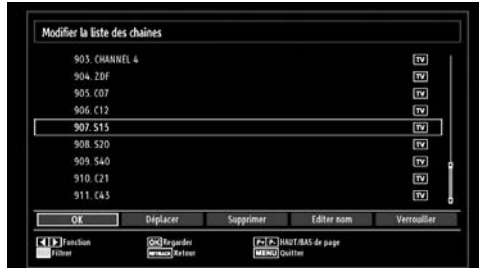 Modifier la liste des chaines
903. CHANNEL 4 TV
904. ZDF TV
905. C07 TV
906. C12 TV
907. S15 TV
908. S20 TV
909. S40 TV
910. C21 TV
911. C43 TV
OK Déplacer Supprimer Editer nom Verrouiller
Fonction OK Regarder P+ P- HAUT/BAS de page
Filtrer Retour MENU Quitter